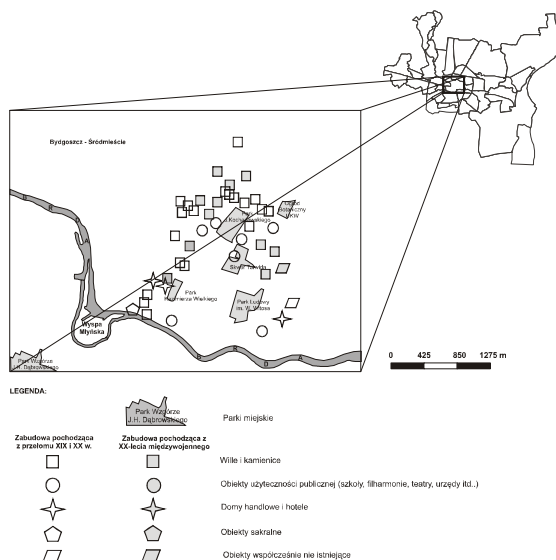 Bydgoszcz - Śródmieście
Ogród
Botaniczny
UKW
Park
J.Kochanowskiego
Park
Kazimierza Wielkiego
Park Ludowy
im. W. Witosa
Wyspa
Młyńska
B R D A
B R D A
Park Wzgórze
J.H. Dąbrowskiego
0 425 850 1275 m
LEGENDA:
Park Wzgórze
J.H. Dąbrowskiego
Parki miejskie
Zabudowa pochodząca
z przełomu XIX i XX w.
Zabudowa pochodząca z
XX-lecia międzywojennego
Wille i kamienice
Obiekty użyteczności publicznej (szkoły, filharmonie, teatry, urzędy itd..)
Domy handlowe i hotele
Obiekty sakralne
Obiekty współcześnie nie istniejące